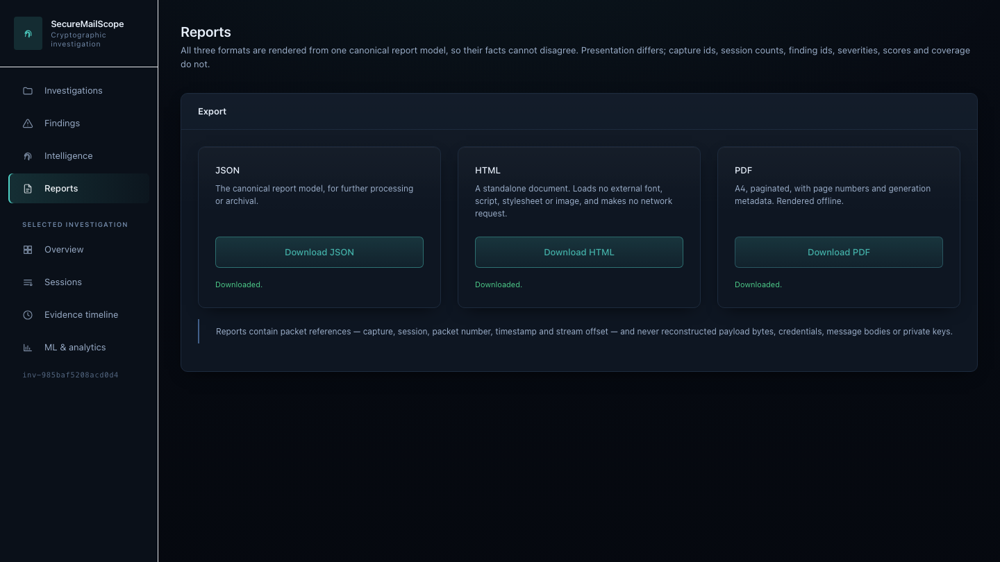 SecureMailScope
Cryptographic
investigation
Investigations
Findings
Intelligence
Reports
SELECTED INVESTIGATION
Overview
Sessions
Evidence timeline
ML & analytics
inv-985baf5208acd0d4
Reports
All three formats are rendered from one canonical report model, so their facts cannot disagree. Presentation differs; capture ids, session counts, finding ids, severities, scores and coverage
do not.
Export
JSON
The canonical report model, for further processing
or archival.
Download JSON
Downloaded.
HTML
A standalone document. Loads no external font,
script, stylesheet or image, and makes no network
request.
Download HTML
Downloaded.
PDF
A4, paginated, with page numbers and generation
metadata. Rendered offline.
Download PDF
Downloaded.
Reports contain packet references — capture, session, packet number, timestamp and stream offset — and never reconstructed payload bytes, credentials, message bodies or private keys.